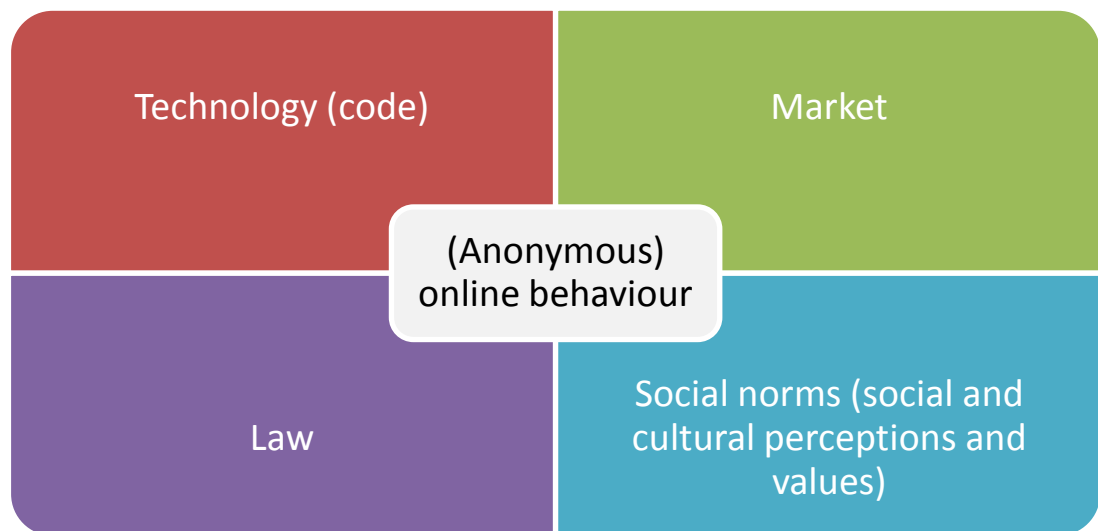 Technology (code)
Market
(Anonymous)
online behaviour
Law
Social norms (social and
cultural perceptions and
values)